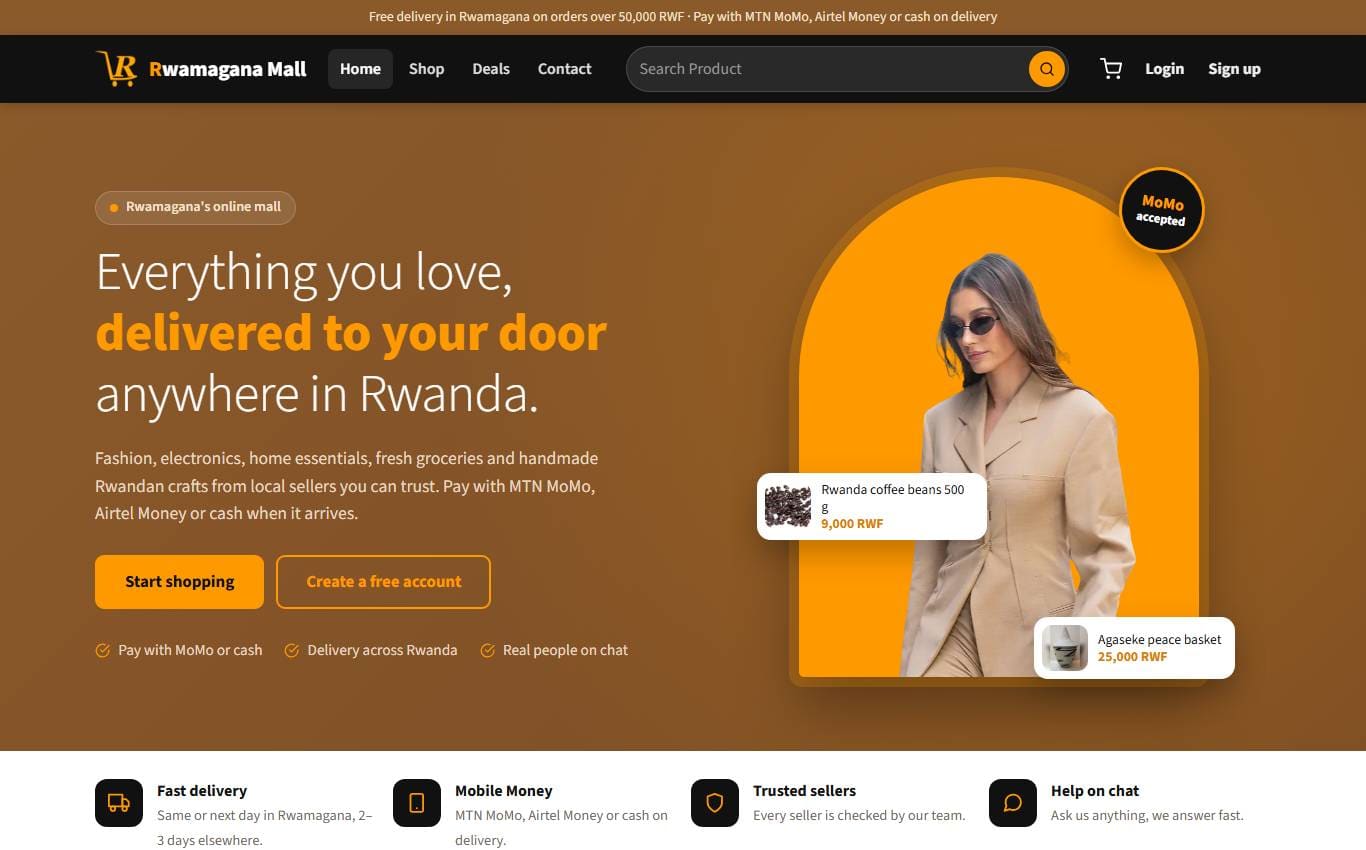 Free delivery in Rwamagana on orders over 50,000 RWF · Pay with MTN MoMo, Airtel Money or cash on delivery
R Rwamagana Mall
Home
Shop
Deals
Contact
Search Product
Login
Sign up
Rwamagana's online mall
Everything you love,
delivered to your door
anywhere in Rwanda.
Fashion, electronics, home essentials, fresh groceries and handmade
Rwandan crafts from local sellers you can trust. Pay with MTN MoMo,
Airtel Money or cash when it arrives.
Start shopping
Create a free account
Pay with MoMo or cash
Delivery across Rwanda
Real people on chat
MoMo
accepted
Rwanda coffee beans 500
g
9,000 RWF
Agaseke peace basket
25,000 RWF
Fast delivery
Same or next day in Rwamagana, 2–
3 days elsewhere.
Mobile Money
MTN MoMo, Airtel Money or cash on
delivery.
Trusted sellers
Every seller is checked by our team.
Help on chat
Ask us anything, we answer fast.